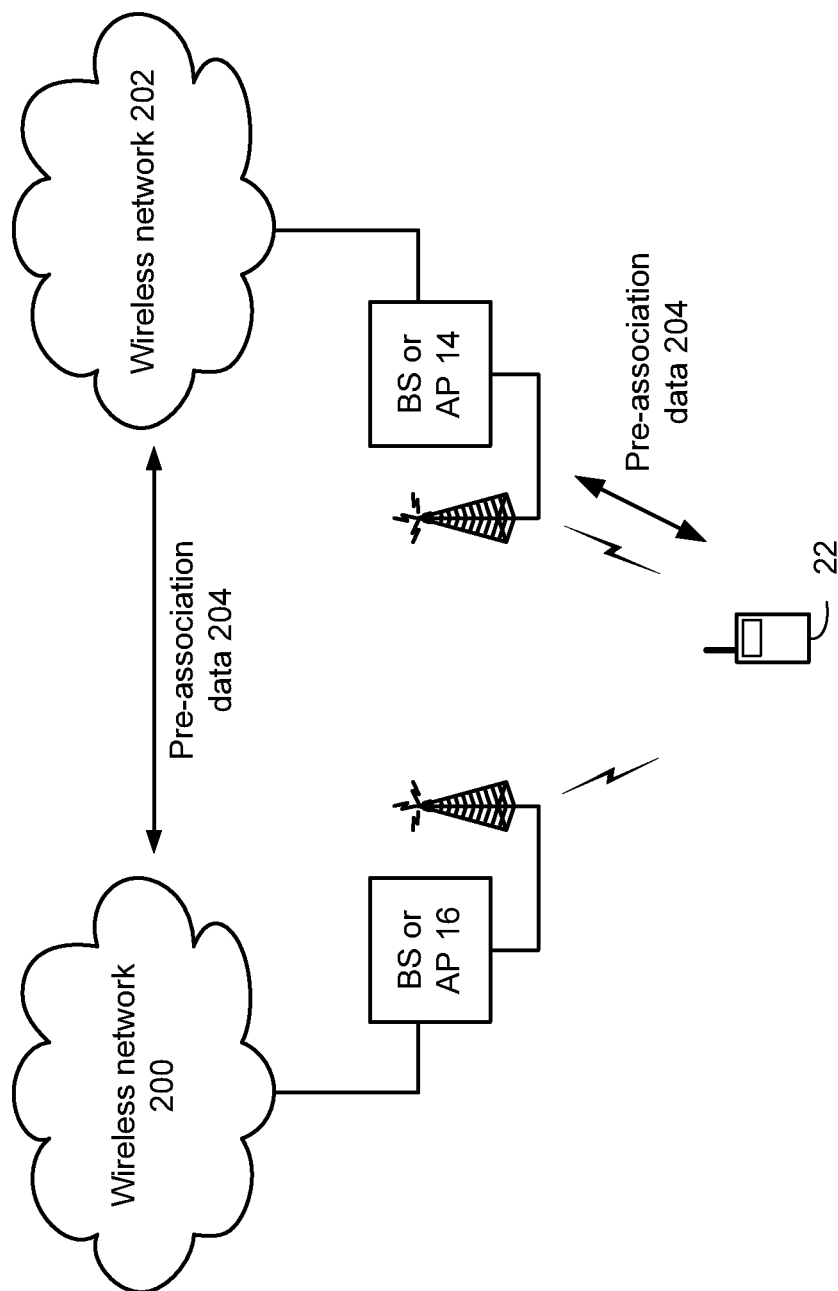 Wireless network
200
Pre-association
data 204
Wireless network 202
BS or
AP 16
BS or
AP 14
Pre-association
data 204
22